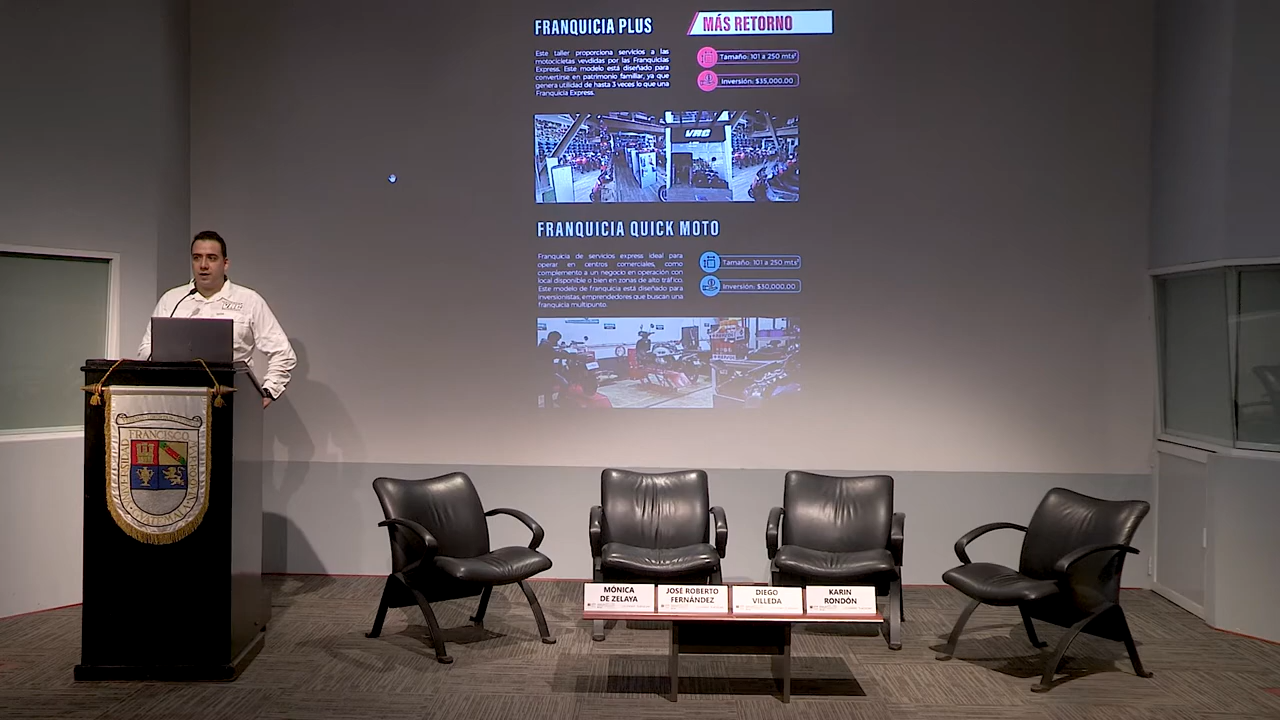 FRANQUICIA PLUS
MÁS RETORNO
Este taller proporciona servicios a las
motocicletas vevdidas por las Franquicias
Express. Este modelo está diseñado para
convertirse en patrimonio familiar, ya que
genera utilidad de hasta 3 veces lo que una
Franquicia Express.
Tamaño: 101 a 250 mts²
Inversión: $35,000.00
VRC
FRANQUICIA QUICK MOTO
Franquicia de servicios express ideal para
operar en centros comerciales, como
complemento a un negocio en operación con
local disponible o bien en zonas de alto tráfico.
Este modelo de franquicia está diseñado para
inversionistas, emprendedores que buscan una
franquicia multipunto.
Tamaño: 101 a 250 mts²
Inversión: $30,000.00
VRC
FRANCISCO
GUATEMALA
MÓNICA
DE ZELAYA
JOSÉ ROBERTO
FERNÁNDEZ
DIEGO
VILLEDA
KARIN
RONDÓN